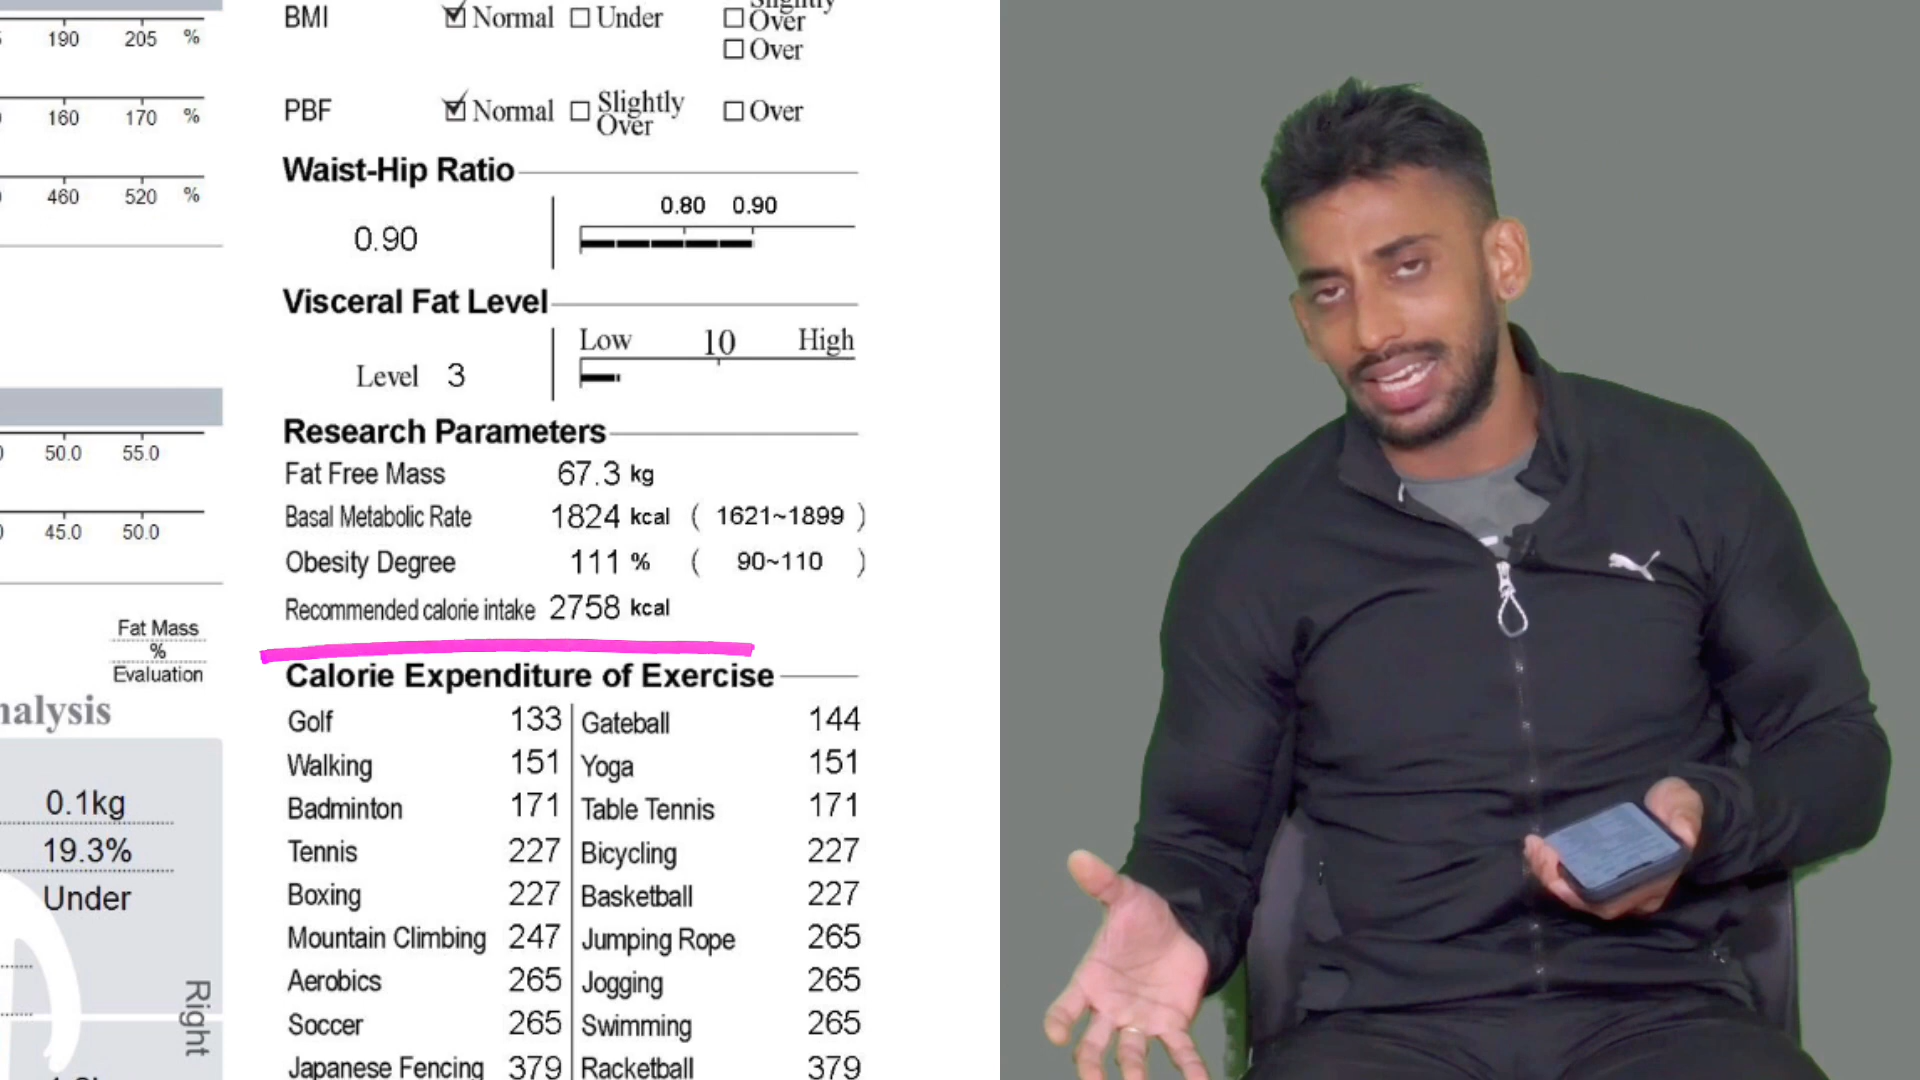 190 205 %
160 170 %
460 520 %
50.0 55.0
45.0 50.0
Fat Mass
%
Evaluation
0.1kg
19.3%
Under
Right
BMI Normal Under Slightly Over
Over
PBF Normal Slightly Over Over
Waist-Hip Ratio
0.80 0.90
0.90
Visceral Fat Level
Low 10 High
Level 3
Research Parameters
Fat Free Mass 67.3 kg
Basal Metabolic Rate 1824 kcal ( 1621~1899 )
Obesity Degree 111 % ( 90~110 )
Recommended calorie intake 2758 kcal
Calorie Expenditure of Exercise
Golf 133 Gateball 144
Walking 151 Yoga 151
Badminton 171 Table Tennis 171
Tennis 227 Bicycling 227
Boxing 227 Basketball 227
Mountain Climbing 247 Jumping Rope 265
Aerobics 265 Jogging 265
Soccer 265 Swimming 265
Japanese Fencing 379 Racketball 379